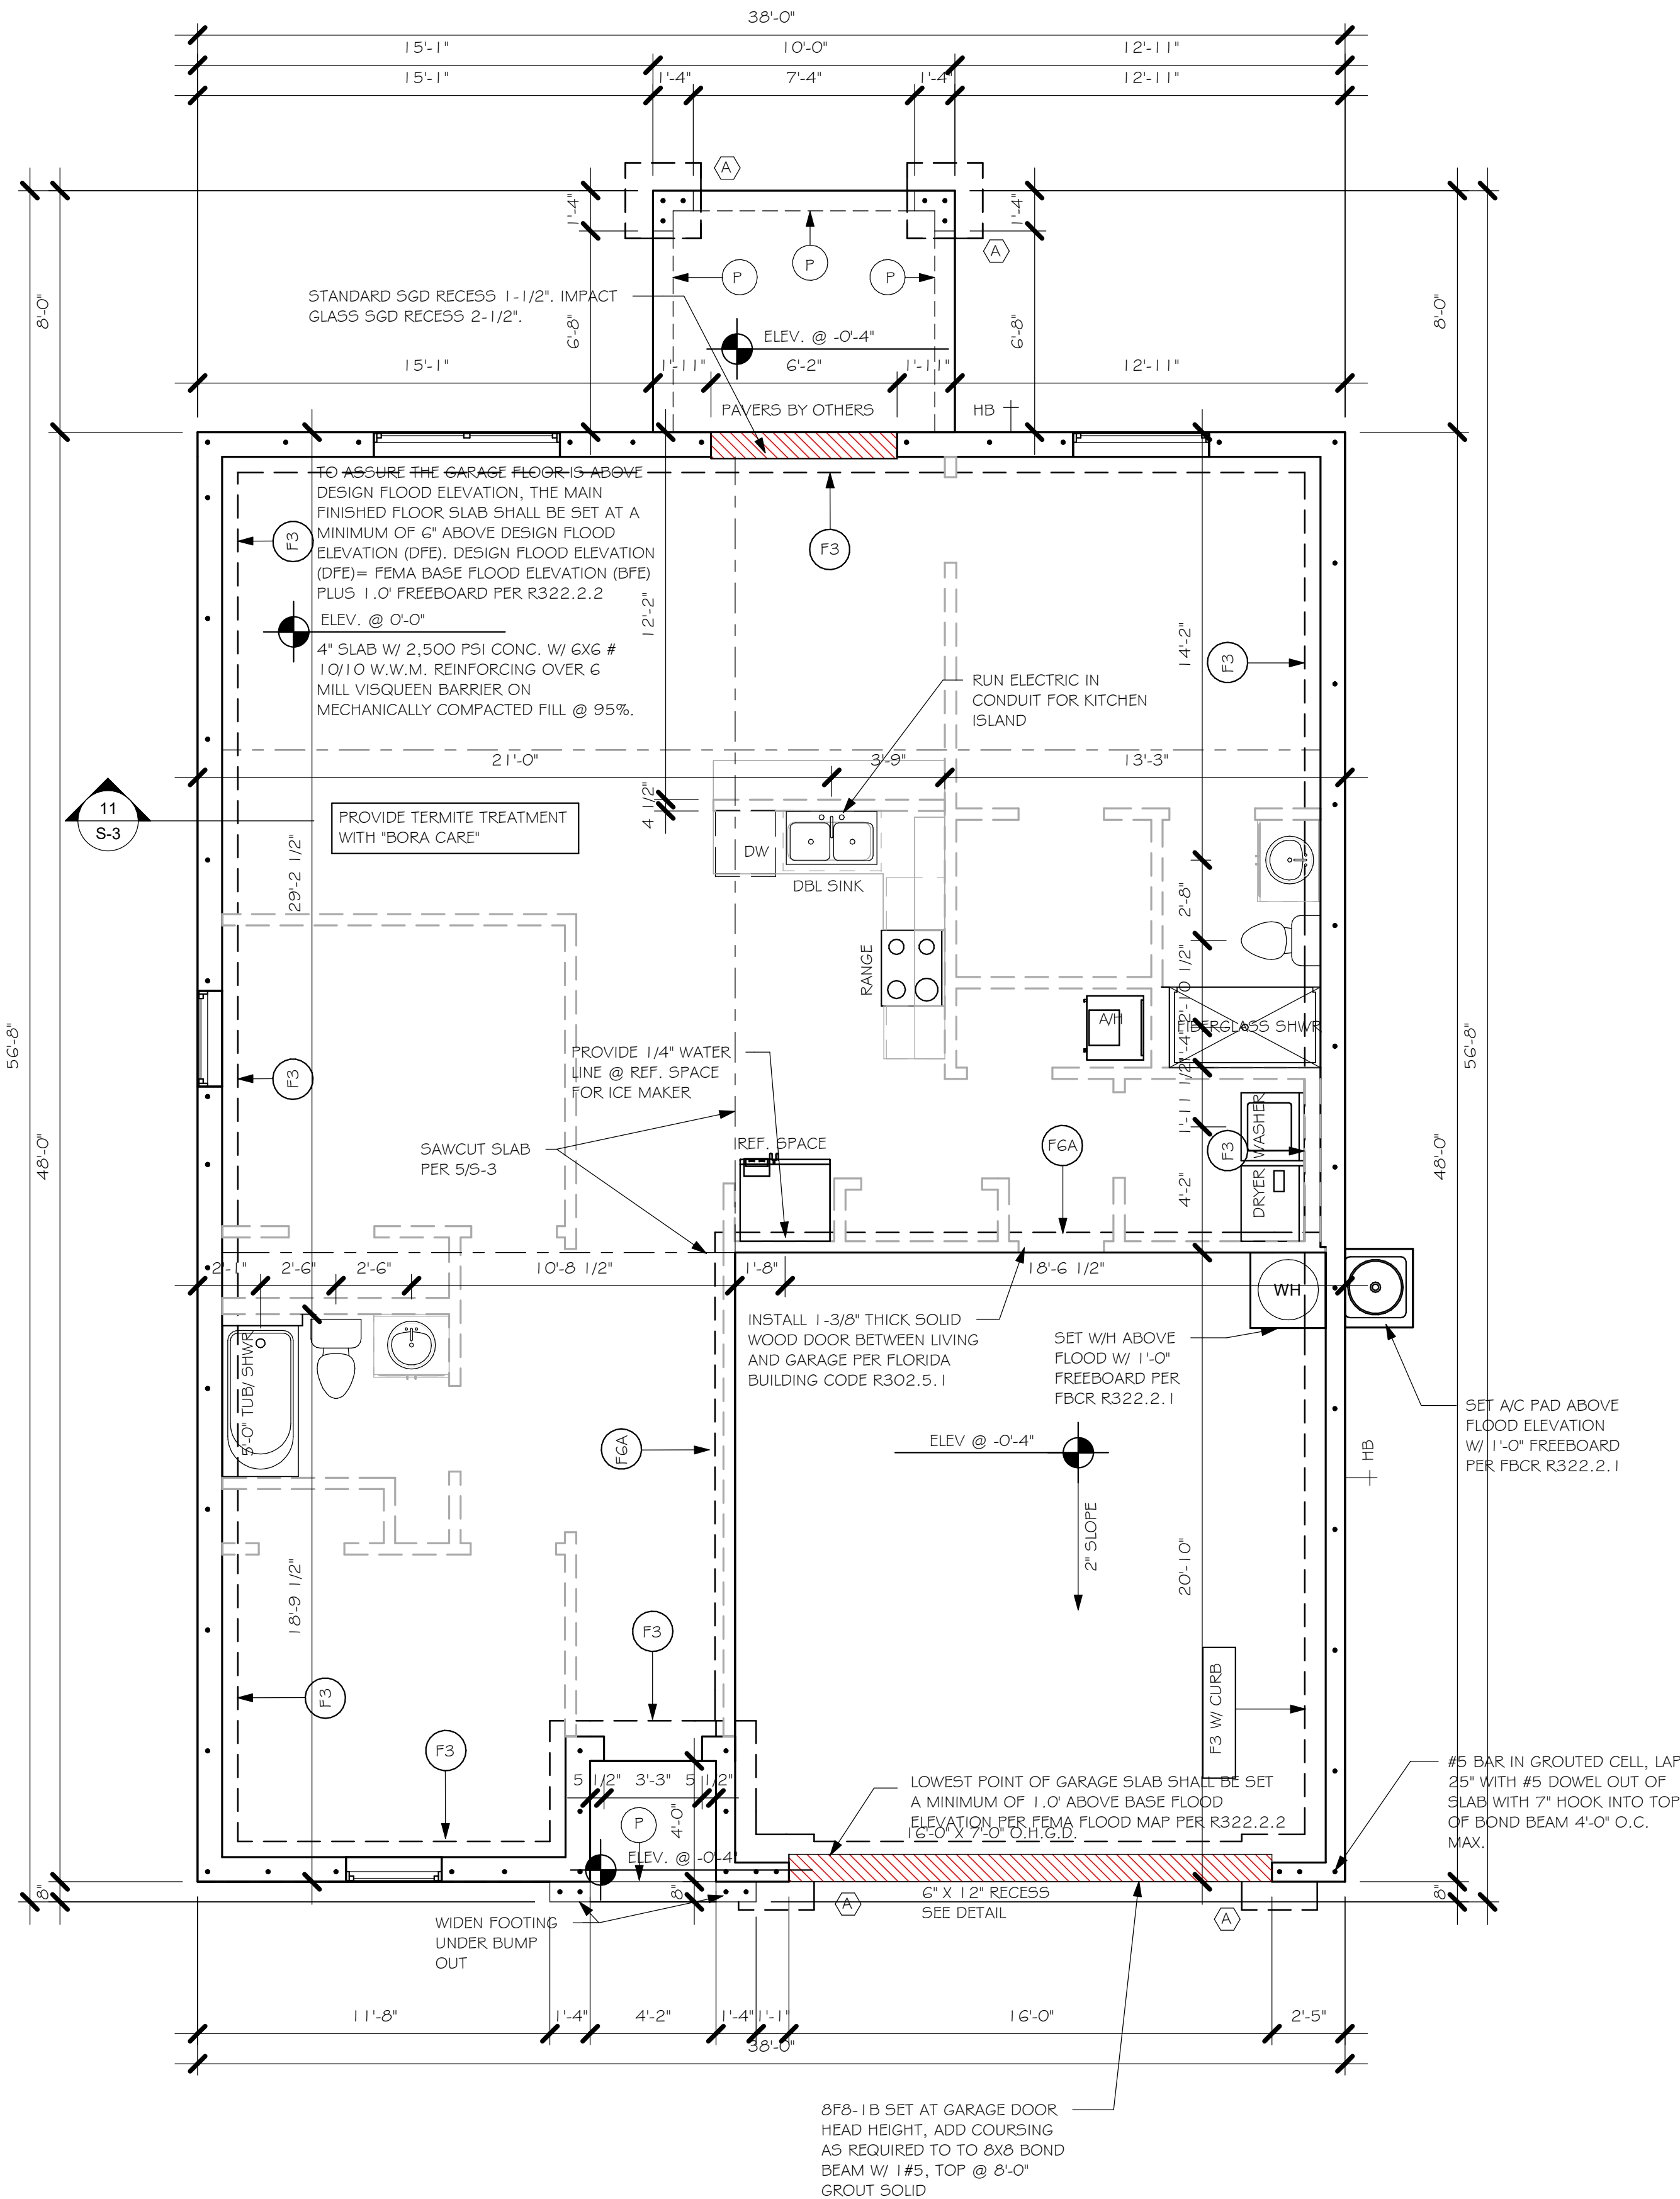 38'-0"
15'-1" 10'-0" 12'-11"
15'-1" 1'-4" 7'-4" 1'-4" 12'-11"
A
1'-4" 1'-4"
A
P P P
STANDARD SGD RECESS 1-1/2". IMPACT
GLASS SGD RECESS 2-1/2".
8'-0" 6'-8" 6'-8" 8'-0"
ELEV. @ -0'-4"
15'-1" 1'-11" 6'-2" 1'-11" 12'-11"
PAVERS BY OTHERS
HB
TO ASSURE THE GARAGE FLOOR IS ABOVE
DESIGN FLOOD ELEVATION, THE MAIN
FINISHED FLOOR SLAB SHALL BE SET AT A
MINIMUM OF 6" ABOVE DESIGN FLOOD
ELEVATION (DFE). DESIGN FLOOD ELEVATION
(DFE)= FEMA BASE FLOOD ELEVATION (BFE)
PLUS 1.0' FREEBOARD PER R322.2.2
F3
F3
ELEV. @ 0'-0"
12'-2"
14'-2"
F3
4" SLAB W/ 2,500 PSI CONC. W/ 6X6 #
10/10 W.W.M. REINFORCING OVER 6
MILL VISQUEEN BARRIER ON
MECHANICALLY COMPACTED FILL @ 95%.
RUN ELECTRIC IN
CONDUIT FOR KITCHEN
ISLAND
21'-0" 3'-9" 13'-3"
4 1/2"
11
S-3
PROVIDE TERMITE TREATMENT
WITH "BORA CARE"
29'-2 1/2"
DW
DBL SINK
2'-8"
RANGE
2'-10 1/2"
A/H
FIBERGLASS SHWR
1'-4"
56'-8"
56'-8"
PROVIDE 1/4" WATER
LINE @ REF. SPACE
FOR ICE MAKER
F3
1'-11 1/2"
WASHER
F3
SAWCUT SLAB
PER 5/S-3
REF. SPACE
F6A
48'-0"
48'-0"
4'-2"
DRYER
2'-1" 2'-6" 2'-6" 10'-8 1/2" 1'-8" 18'-6 1/2"
WH
INSTALL 1-3/8" THICK SOLID
WOOD DOOR BETWEEN LIVING
AND GARAGE PER FLORIDA
BUILDING CODE R302.5.1
SET W/H ABOVE
FLOOD W/ 1'-0"
FREEBOARD PER
FBCR R322.2.1
5'-0" TUB/ SHWR
SET A/C PAD ABOVE
FLOOD ELEVATION
W/ 1'-0" FREEBOARD
PER FBCR R322.2.1
F6A
ELEV @ -0'-4"
HB
2" SLOPE
18'-9 1/2"
20'-10"
F3
F3
F3
F3 W/ CURB
5 1/2" 3'-3" 5 1/2"
4'-0"
P
LOWEST POINT OF GARAGE SLAB SHALL BE SET
A MINIMUM OF 1.0' ABOVE BASE FLOOD
ELEVATION PER FEMA FLOOD MAP PER R322.2.2
16'-0" X 7'-0" O.H.G.D.
#5 BAR IN GROUTED CELL, LAP
25" WITH #5 DOWEL OUT OF
SLAB WITH 7" HOOK INTO TOP
OF BOND BEAM 4'-0" O.C.
MAX.
ELEV. @ -0'-4"
8" 8" 8"
6" X 12" RECESS
SEE DETAIL
A A
WIDEN FOOTING
UNDER BUMP
OUT
11'-8" 1'-4" 4'-2" 1'-4" 1'-1" 16'-0" 2'-5"
38'-0"
8F8-1B SET AT GARAGE DOOR
HEAD HEIGHT, ADD COURSING
AS REQUIRED TO TO 8X8 BOND
BEAM W/ 1#5, TOP @ 8'-0"
GROUT SOLID